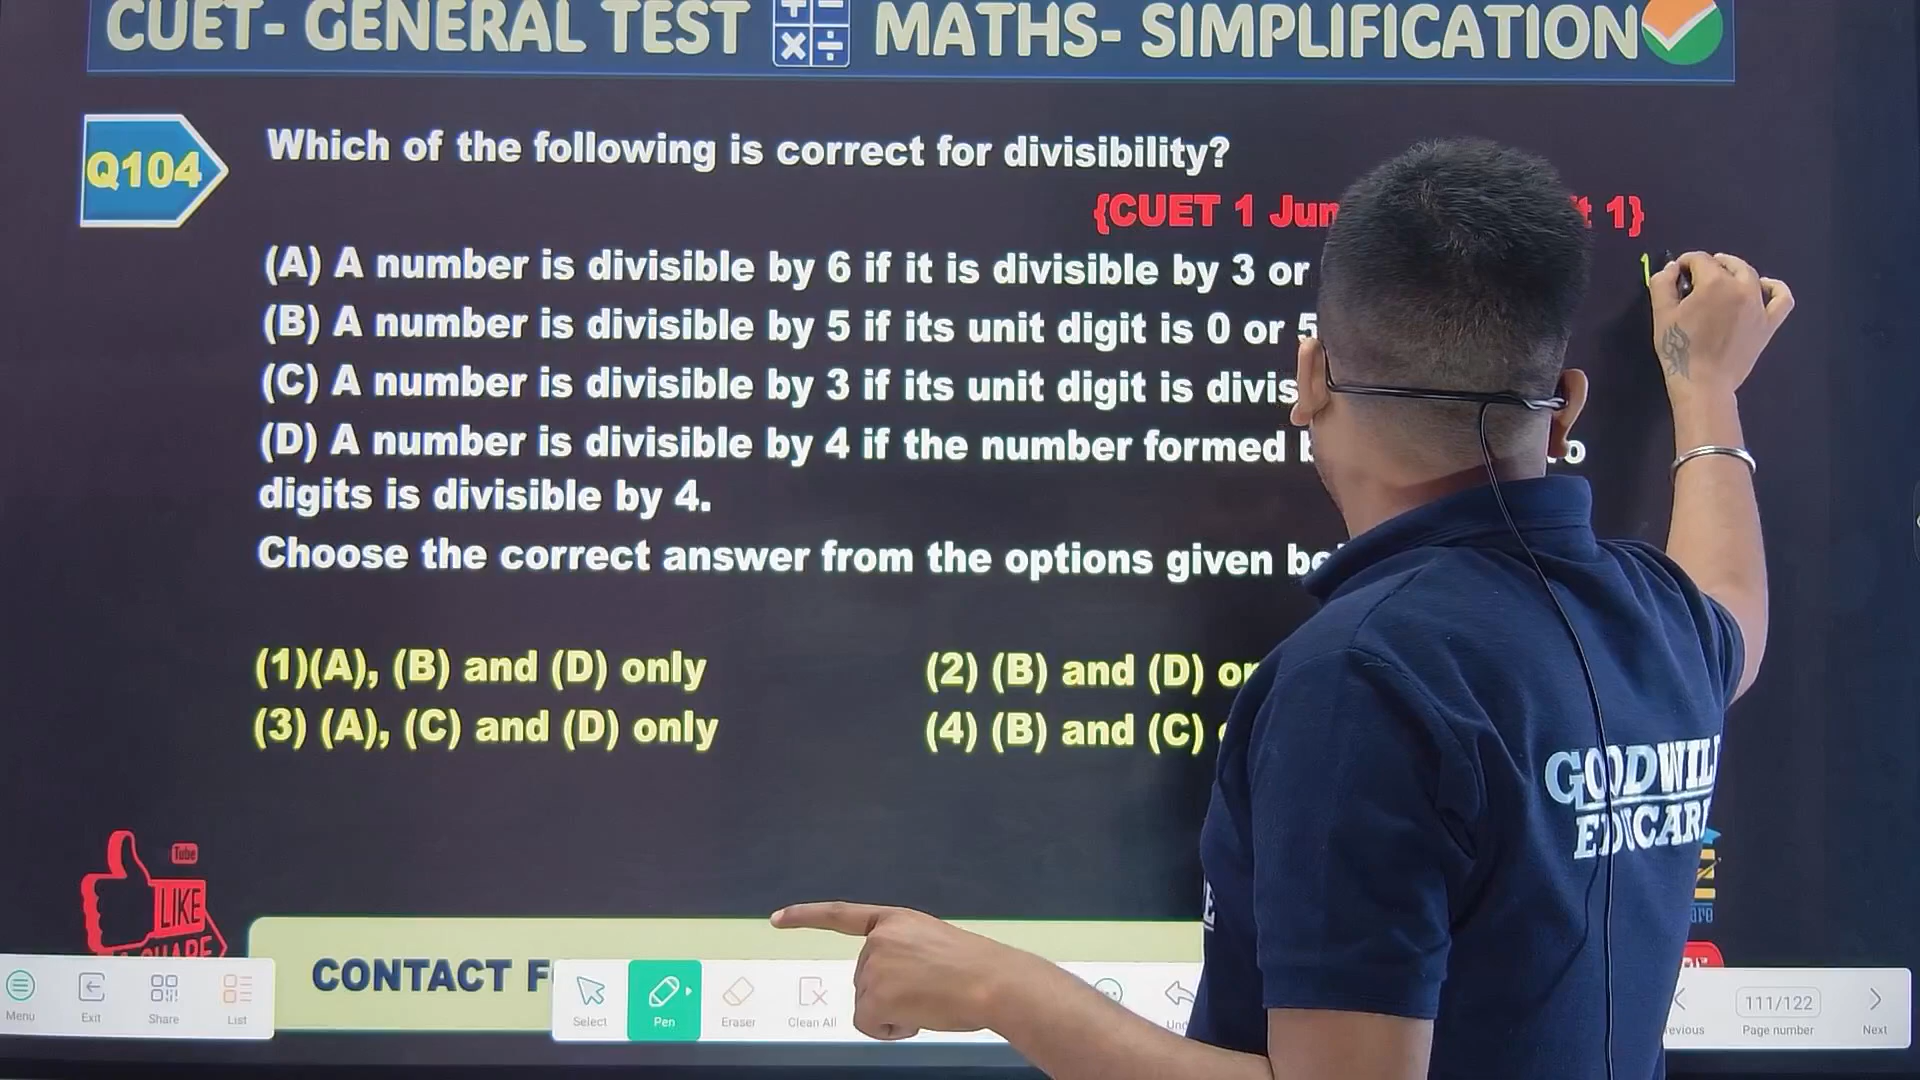 CUET- GENERAL TEST MATHS- SIMPLIFICATION
Q104
Which of the following is correct for divisibility?
{CUET 1 Jun 1}
(A) A number is divisible by 6 if it is divisible by 3 or
(B) A number is divisible by 5 if its unit digit is 0 or 5
(C) A number is divisible by 3 if its unit digit is
(D) A number is divisible by 4 if the number formed
digits is divisible by 4.
Choose the correct answer from the options given
(1)(A), (B) and (D) only (2) (B) and (D)
(3) (A), (C) and (D) only (4) (B) and (C)
Tube
LIKE
GOODWILL
EDUCARE
CONTACT
Menu Exit Share List Select Pen Eraser Clean All 111/122 Page number Next